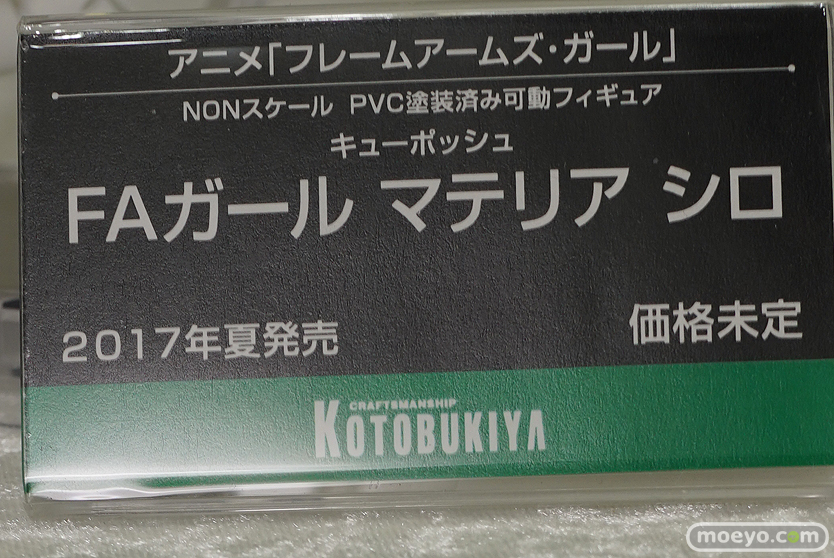 アニメ「フレームアームズ・ガール」
NONスケール PVC塗装済み可動フィギュア
キューポッシュ
FAガール マテリア シロ
2017年夏発売
価格未定
CRAFTSMANSHIP
KOTOBUKIYA
moeyo.com